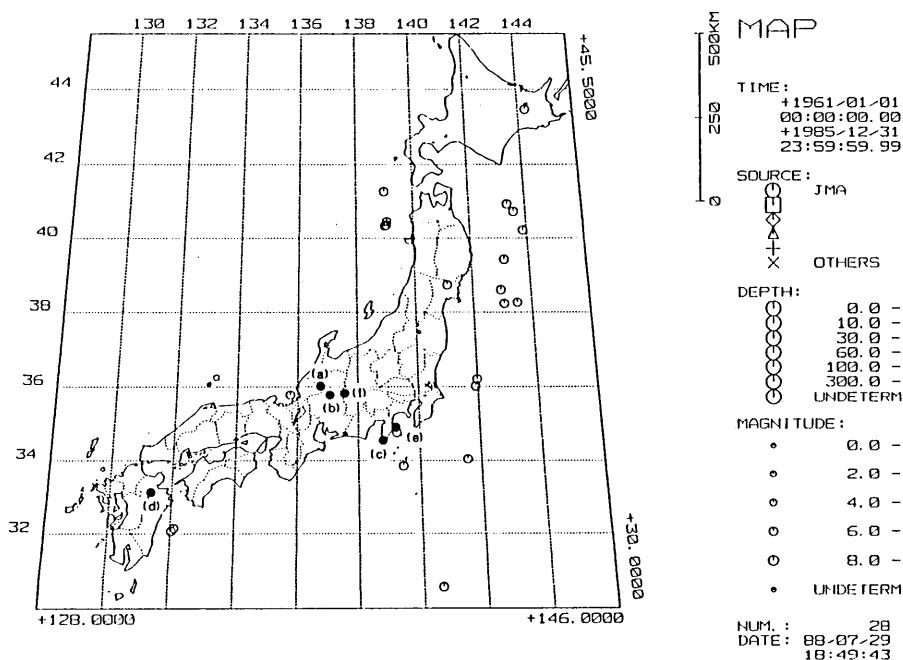 130 132 134 136 138 140 142 144
44
42
40
38
36
34
32
+45.5000
+30.0000
+128.0000 +146.0000
(a)
(b)
(f)
(c)
(e)
(d)
500KM
250
0
MAP
TIME:
+1961/01/01
00:00:00.00
+1985/12/31
23:59:59.99
SOURCE:
JMA
OTHERS
DEPTH:
0.0 -
10.0 -
30.0 -
60.0 -
100.0 -
300.0 -
UNDETERM
MAGNITUDE:
0.0 -
2.0 -
4.0 -
6.0 -
8.0 -
UNDETERM
NUM.: 28
DATE: 88-07-29
18:49:43